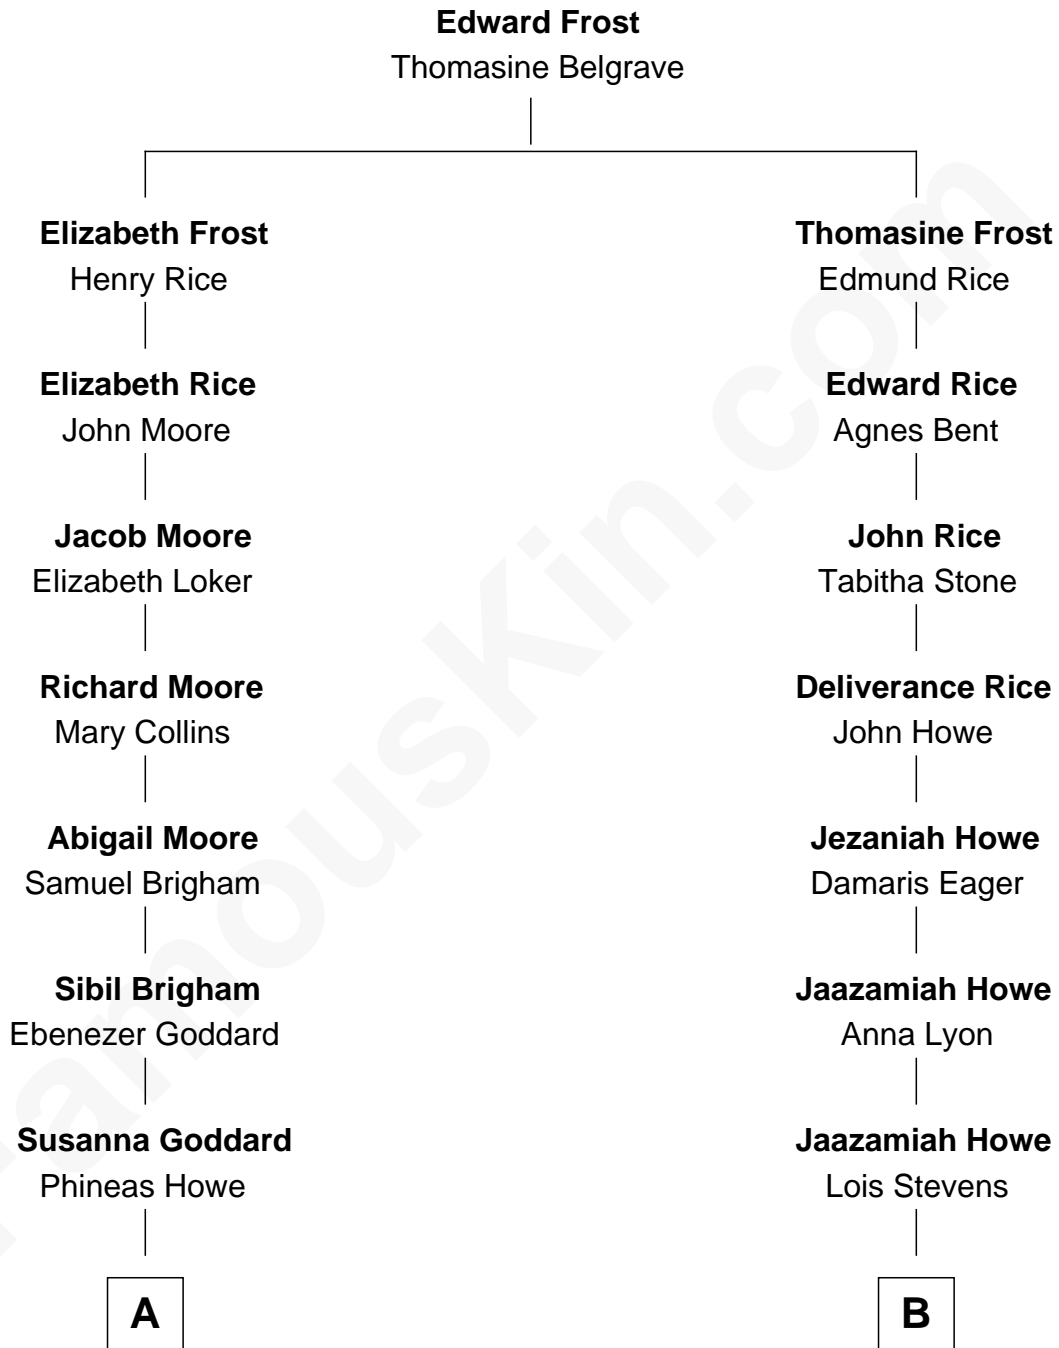 Edward Frost
Thomasine Belgrave
Elizabeth Frost
Henry Rice
Thomasine Frost
Edmund Rice
Elizabeth Rice
John Moore
Edward Rice
Agnes Bent
Jacob Moore
Elizabeth Loker
John Rice
Tabitha Stone
Richard Moore
Mary Collins
Deliverance Rice
John Howe
Abigail Moore
Samuel Brigham
Jezaniah Howe
Damaris Eager
Sibil Brigham
Ebenezer Goddard
Jaazamiah Howe
Anna Lyon
Susanna Goddard
Phineas Howe
Jaazamiah Howe
Lois Stevens
A
B
FamousKin.com